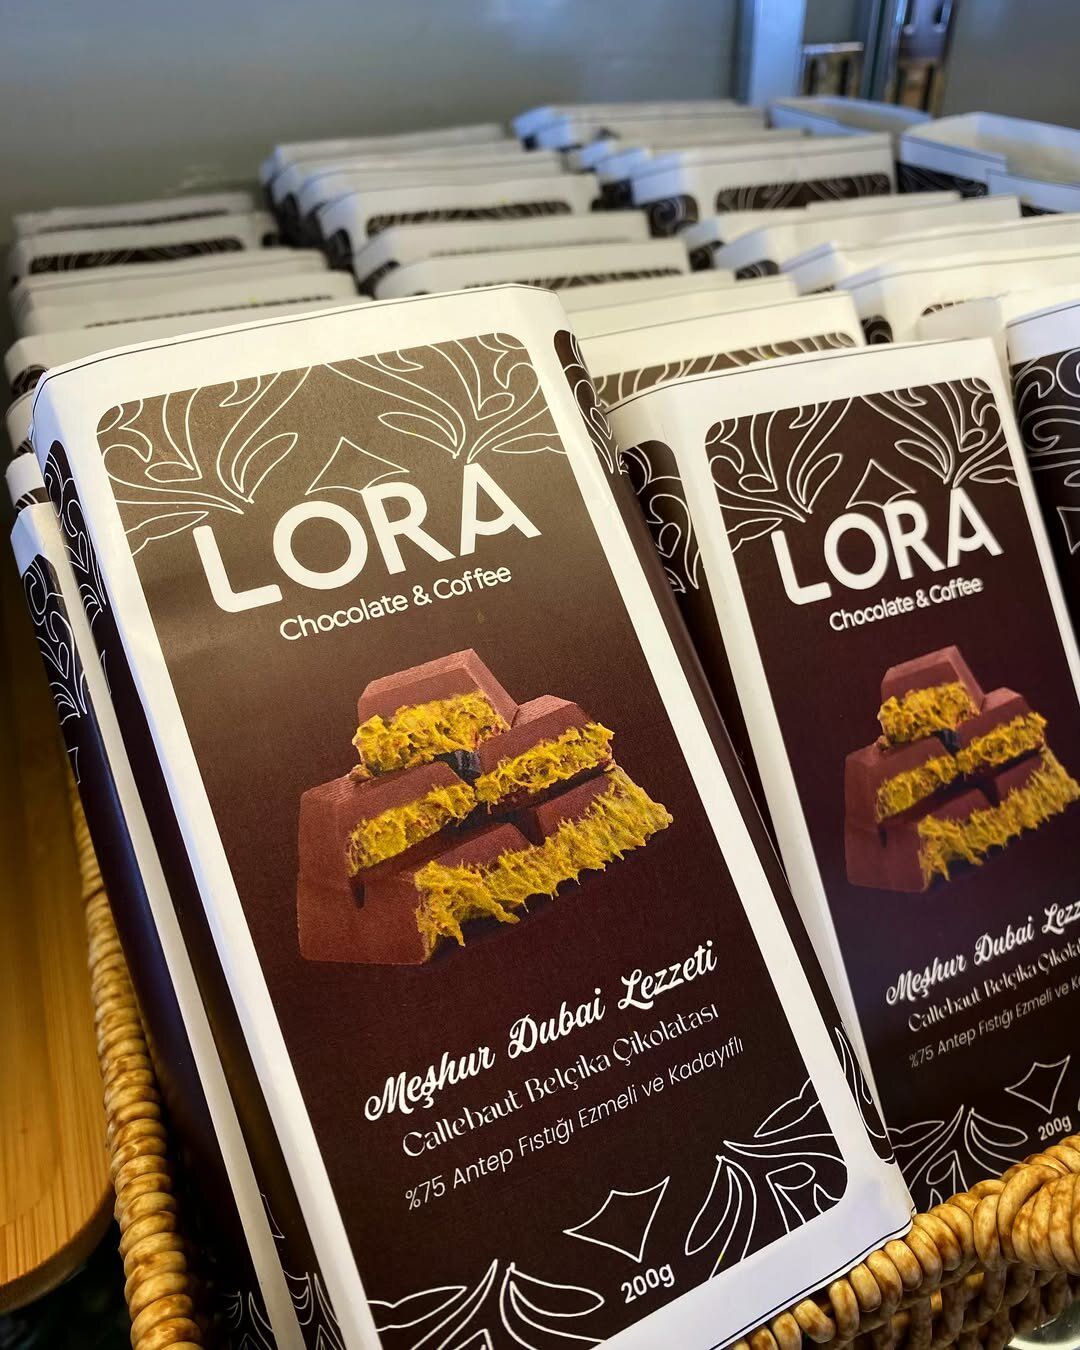 LORA
Chocolate & Coffee
Meşhur Dubai Lezzeti
Callebaut Belçika Çikolatası
%75 Antep Fıstığı Ezmeli ve Kadayıflı
200g
LORA
Chocolate & Coffee
Meşhur Dubai
Callebaut Belçika
%75 Antep Fıstığı Ezmeli ve
200g